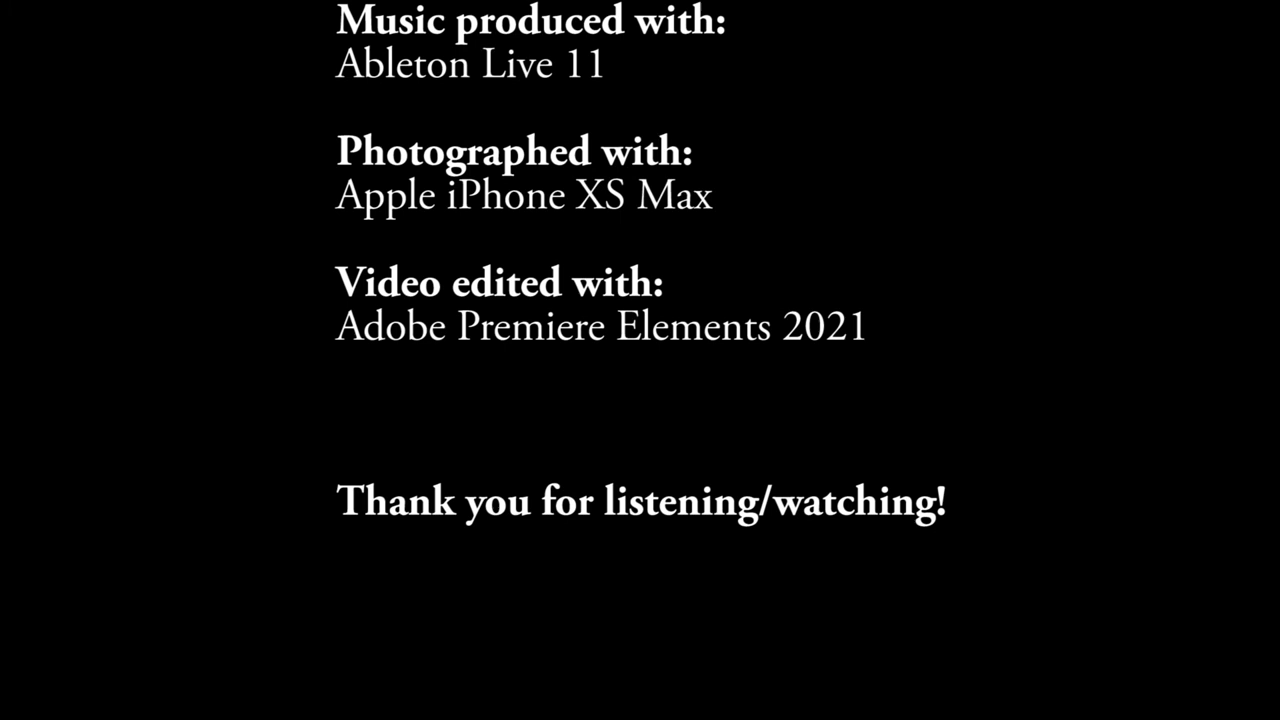 Music produced with:
Ableton Live 11
Photographed with:
Apple iPhone XS Max
Video edited with:
Adobe Premiere Elements 2021
Thank you for listening/watching!